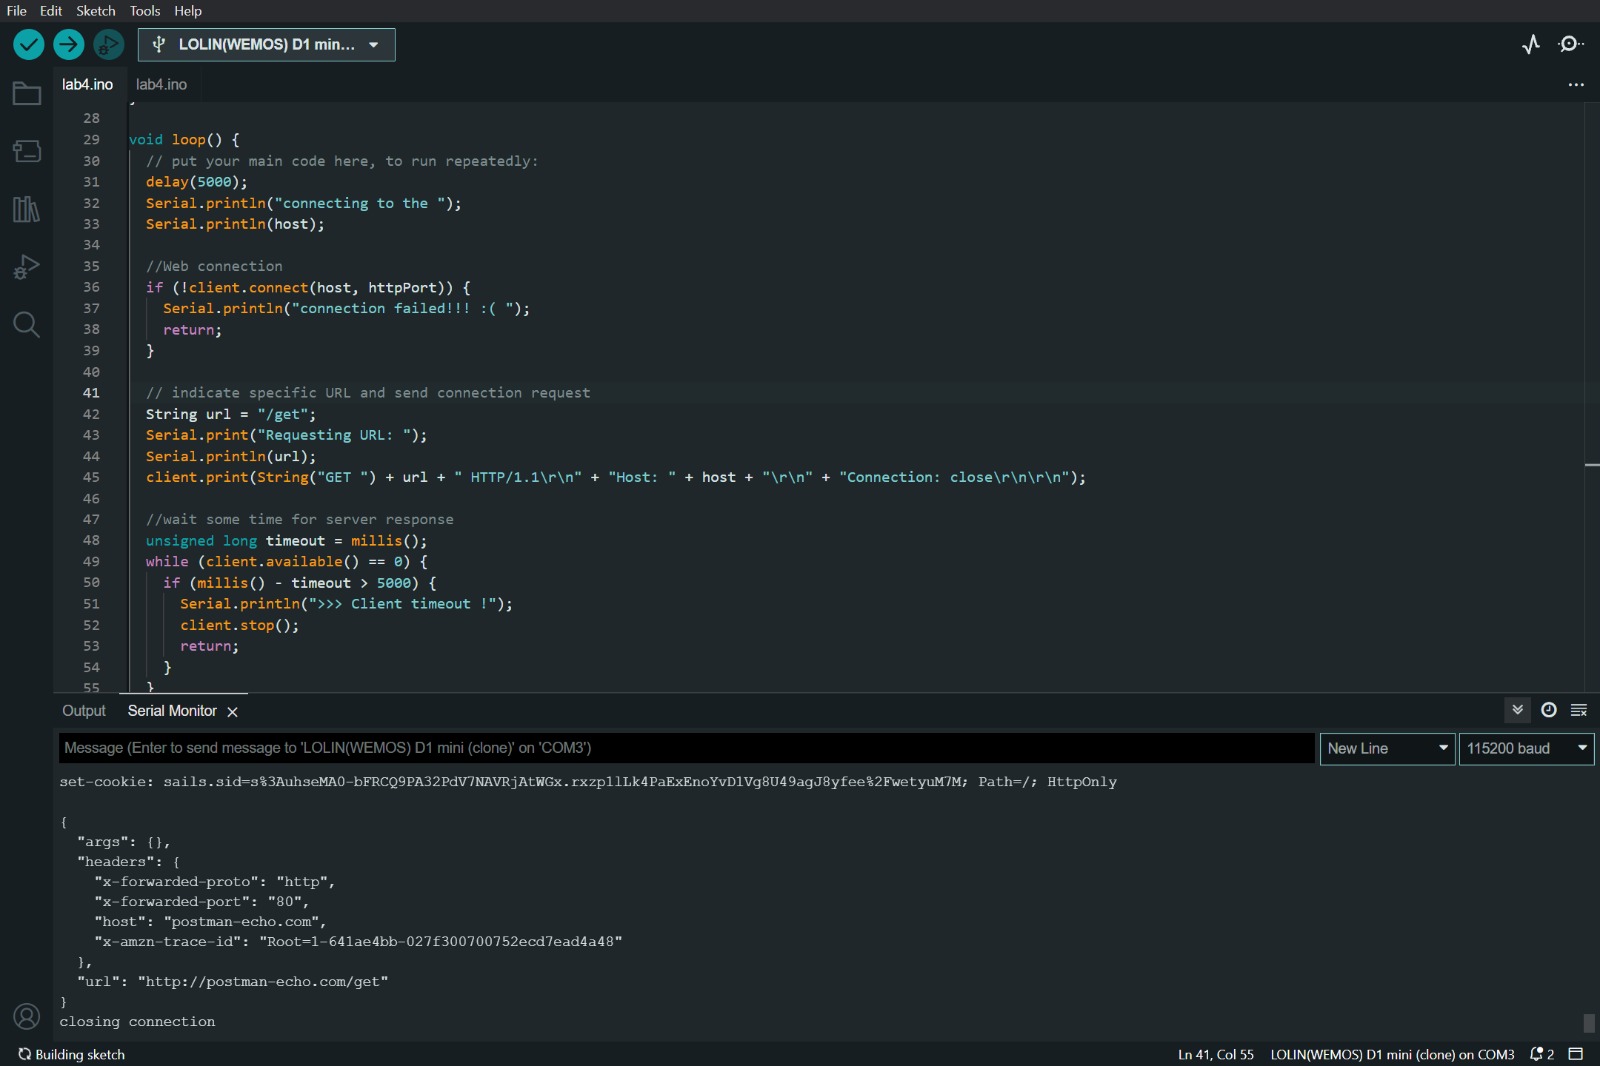 File Edit Sketch Tools Help
LOLIN(WEMOS) D1 min...
lab4.ino lab4.ino
28
29 void loop() {
30 // put your main code here, to run repeatedly:
31 delay(5000);
32 Serial.println("connecting to the ");
33 Serial.println(host);
34
35 //Web connection
36 if (!client.connect(host, httpPort)) {
37 Serial.println("connection failed!!! :( ");
38 return;
39 }
40
41 // indicate specific URL and send connection request
42 String url = "/get";
43 Serial.print("Requesting URL: ");
44 Serial.println(url);
45 client.print(String("GET ") + url + " HTTP/1.1\r\n" + "Host: " + host + "\r\n" + "Connection: close\r\n\r\n");
46
47 //wait some time for server response
48 unsigned long timeout = millis();
49 while (client.available() == 0) {
50 if (millis() - timeout > 5000) {
51 Serial.println(">>> Client timeout !");
52 client.stop();
53 return;
54 }
55 }
Output Serial Monitor
Message (Enter to send message to 'LOLIN(WEMOS) D1 mini (clone)' on 'COM3') New Line 115200 baud
set-cookie: sails.sid=s%3AuhseMA0-bFRCQ9PA32PdV7NAVRjAtWGx.rxzp1lLk4PaExEnoYvD1Vg8U49agJ8yfee%2FwetyuM7M; Path=/; HttpOnly
{
"args": {},
"headers": {
"x-forwarded-proto": "http",
"x-forwarded-port": "80",
"host": "postman-echo.com",
"x-amzn-trace-id": "Root=1-641ae4bb-027f300700752ecd7ead4a48"
},
"url": "http://postman-echo.com/get"
}
closing connection
Building sketch Ln 41, Col 55 LOLIN(WEMOS) D1 mini (clone) on COM3 2